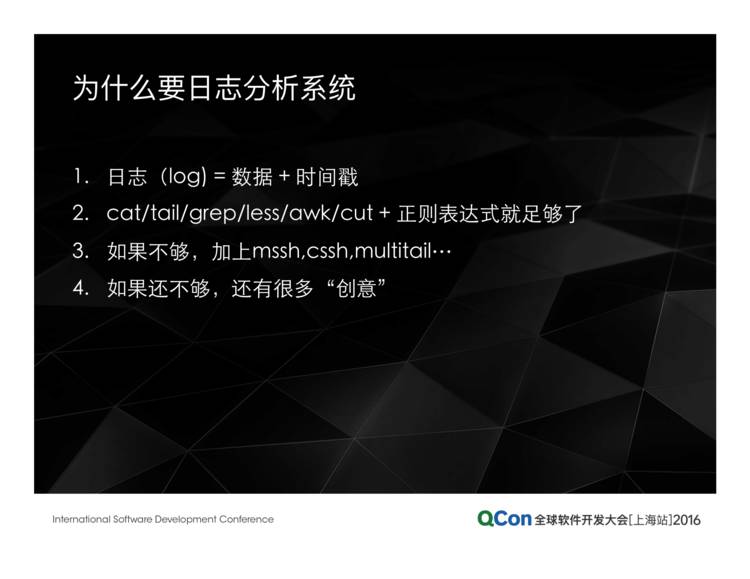 为什么要日志分析系统
1. 日志（log) = 数据 + 时间戳
2. cat/tail/grep/less/awk/cut + 正则表达式就足够了
3. 如果不够，加上mssh,cssh,multitail…
4. 如果还不够，还有很多“创意”
International Software Development Conference
QCon 全球软件开发大会[上海站]2016